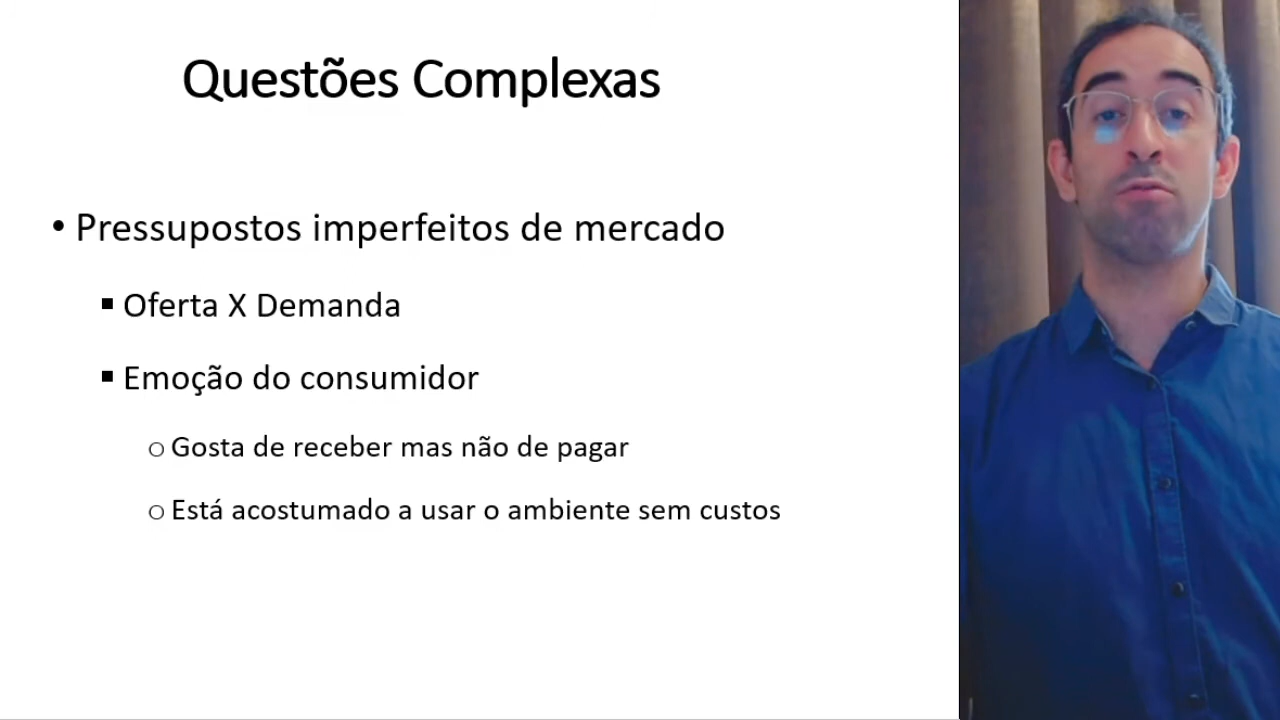 Questões Complexas
• Pressupostos imperfeitos de mercado
▪ Oferta X Demanda
▪ Emoção do consumidor
○ Gosta de receber mas não de pagar
○ Está acostumado a usar o ambiente sem custos